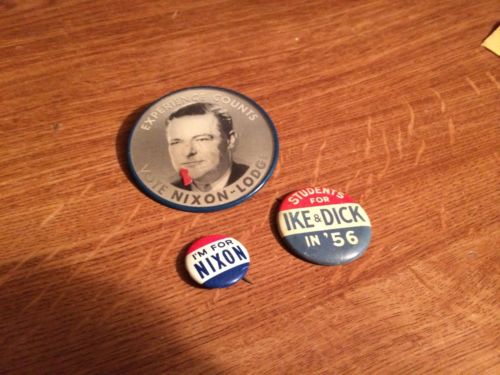 EXPERIENCE COUNTS
VOTE NIXON-LODGE
STUDENTS
FOR
IKE & DICK
IN '56
I'M FOR
NIXON